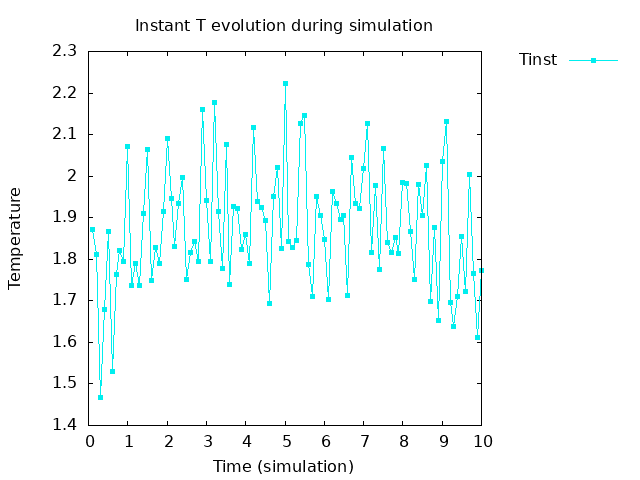 Instant T evolution during simulation
Tinst
2.3
2.2
2.1
2
1.9
1.8
1.7
1.6
1.5
1.4
Temperature
0 1 2 3 4 5 6 7 8 9 10
Time (simulation)